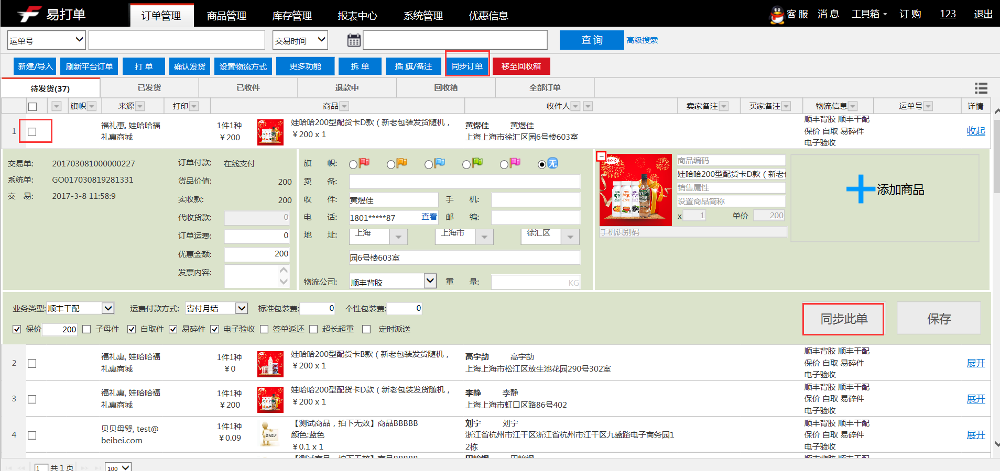 易打单 订单管理 商品管理 库存管理 报表中心 系统管理 优惠信息 客 服 消 息 工具箱 订 购 123 退出
运单号 交易时间 查 询 高级搜索
新建/导入 刷新平台订单 打 单 确认发货 设置物流方式 更多功能 拆 单 插 旗/备注 同步订单 移至回收箱
待发货(37) 已发货 已收件 退款中 回收箱 全部订单
旗帜 来源 打印 商品 收件人 卖家备注 买家备注 物流信息 运单号 详情
1 福礼惠, 娃哈哈福 1件1种 娃哈哈200型配货卡D款（新老包装发货随机， 黄煜佳 黄煜佳 顺丰背胶 顺丰干配
礼惠商城 ￥200 ￥200 x 1 上海上海市徐汇区园6号楼603室 保价 自取 易碎件 收起
电子验收
交易单: 201703081000000227 订单付款: 在线支付 旗 帜: 无 商品编码
系统单: GO017030819281331 货品价值: 200 卖 备: 娃哈哈200型配货卡D款（新老
交 易: 2017-3-8 11:58:9 实收款: 200 收 件: 黄煜佳 手 机: 销售属性 添加商品
设置商品简称
代收货款: 0 电 话: 1801*****87 查看 邮 编: x 1 单价 200
订单运费: 0 地 址: 上海 上海市 徐汇区 手机识别码
优惠金额: 200 园6号楼603室
发票内容: 物流公司: 顺丰背胶 重 量: KG
业务类型: 顺丰干配 运费付款方式: 寄付月结 标准包装费: 0 个性包装费: 0 同步此单 保存
保价 200 子母件 自取件 易碎件 电子验收 签单返还 超长超重 定时派送
2 福礼惠, 娃哈哈福 1件1种 娃哈哈200型配货卡B款（新老包装发货随机， 高宇劼 高宇劼 顺丰背胶 顺丰干配
礼惠商城 ￥0 ￥200 x 1 上海上海市松江区放生池花园290号302室 保价 自取 易碎件 展开
电子验收
3 福礼惠, 娃哈哈福 1件1种 娃哈哈200型配货卡D款（新老包装发货随机， 李静 李静 顺丰背胶 顺丰干配
礼惠商城 ￥200 ￥200 x 1 上海上海市虹口区路86号402 保价 自取 易碎件 展开
电子验收
4 贝贝母婴, test@ 1件1种 【测试商品，拍下无效】商品BBBBB 刘宁 刘宁 顺丰背胶 顺丰干配
beibei.com ￥0.09 颜色:蓝色 浙江省杭州市江干区浙江省杭州市江干区九盛路电子商务园1 保价 自取 易碎件 展开
￥0.1 x 1 2栋 电子验收
【测试商品，拍下无效】商品BBBBB 顺丰背胶 顺丰干配
1 共 1 页 100